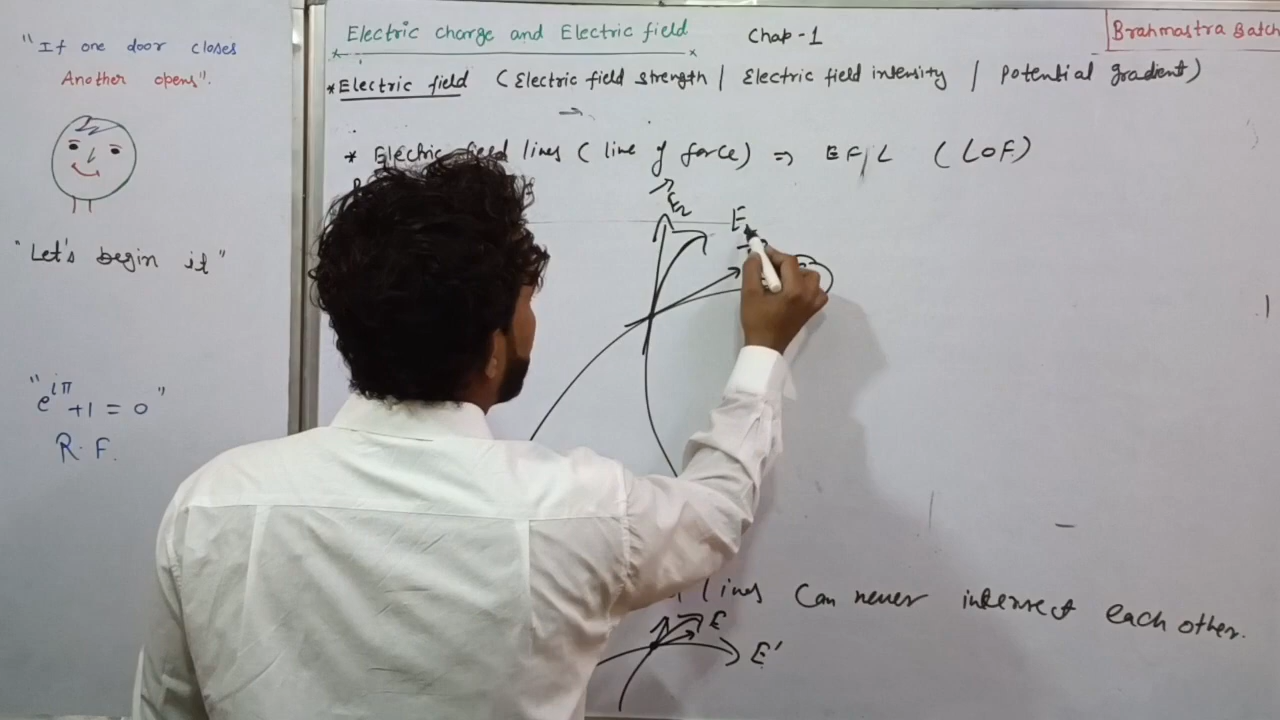 "If one door closes
Another opens".
"Let's begin it"
"e^iπ +1 = 0"
R. F.
Electric charge and Electric field Chap-1
Brahmastra Batch
* Electric field (Electric field strength | Electric field intensity | Potential gradient)
* Electric field lines (line of force) ⇒ EF/L (LOF)
E2
E
lines can never intersect each other.
E
E'